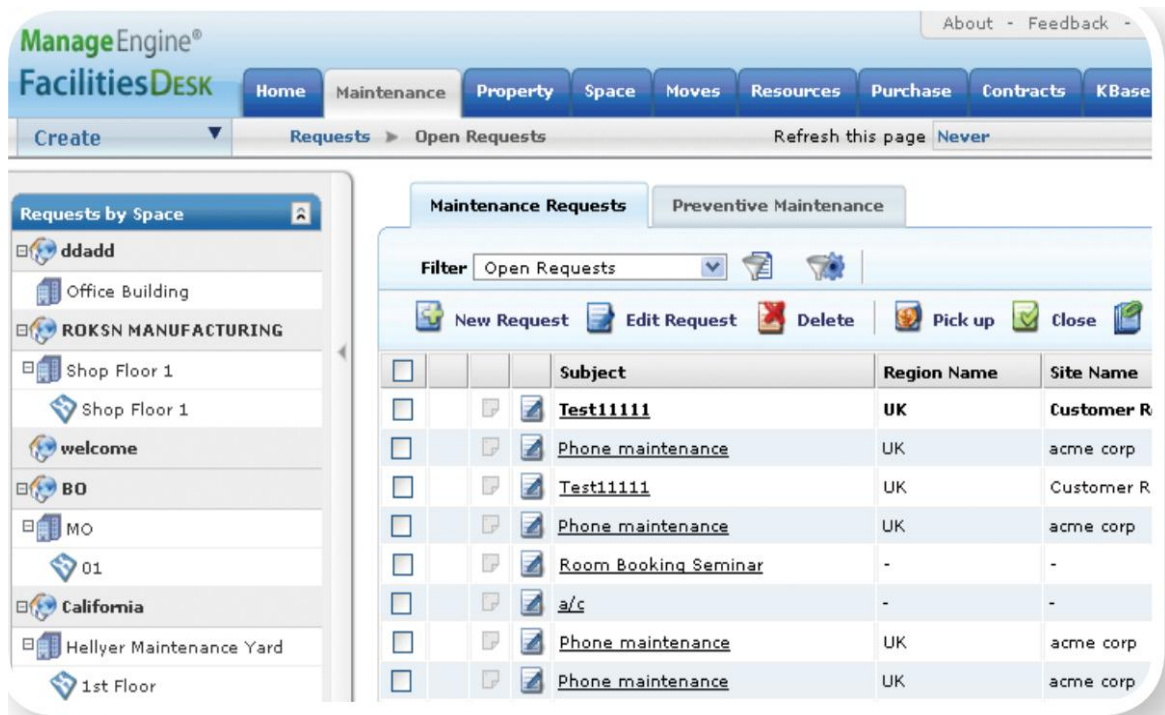 About - Feedback -
ManageEngine®
FacilitiesDesk
Home Maintenance Property Space Moves Resources Purchase Contracts KBase
Create Requests Open Requests Refresh this page Never
Requests by Space
ddadd
Office Building
ROKSN MANUFACTURING
Shop Floor 1
Shop Floor 1
welcome
BO
MO
01
California
Hellyer Maintenance Yard
1st Floor
Maintenance Requests Preventive Maintenance
Filter Open Requests
New Request Edit Request Delete Pick up Close
Subject Region Name Site Name
Test11111 UK Customer R
Phone maintenance UK acme corp
Test11111 UK Customer R
Phone maintenance UK acme corp
Room Booking Seminar - -
a/c - -
Phone maintenance UK acme corp
Phone maintenance UK acme corp